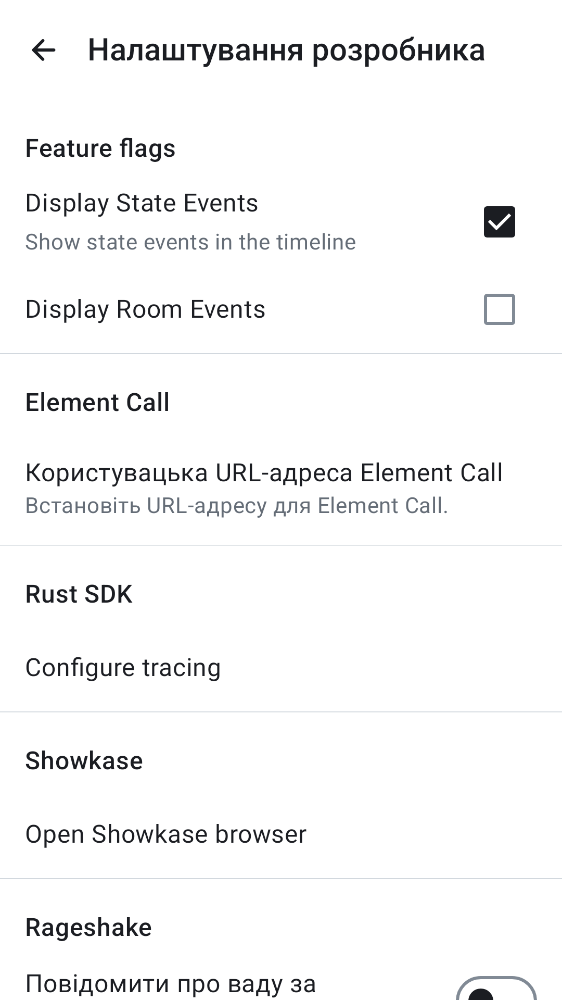 Налаштування розробника
Feature flags
Display State Events
Show state events in the timeline
Display Room Events
Element Call
Користувацька URL-адреса Element Call
Встановіть URL-адресу для Element Call.
Rust SDK
Configure tracing
Showkase
Open Showkase browser
Rageshake
Повідомити про ваду за